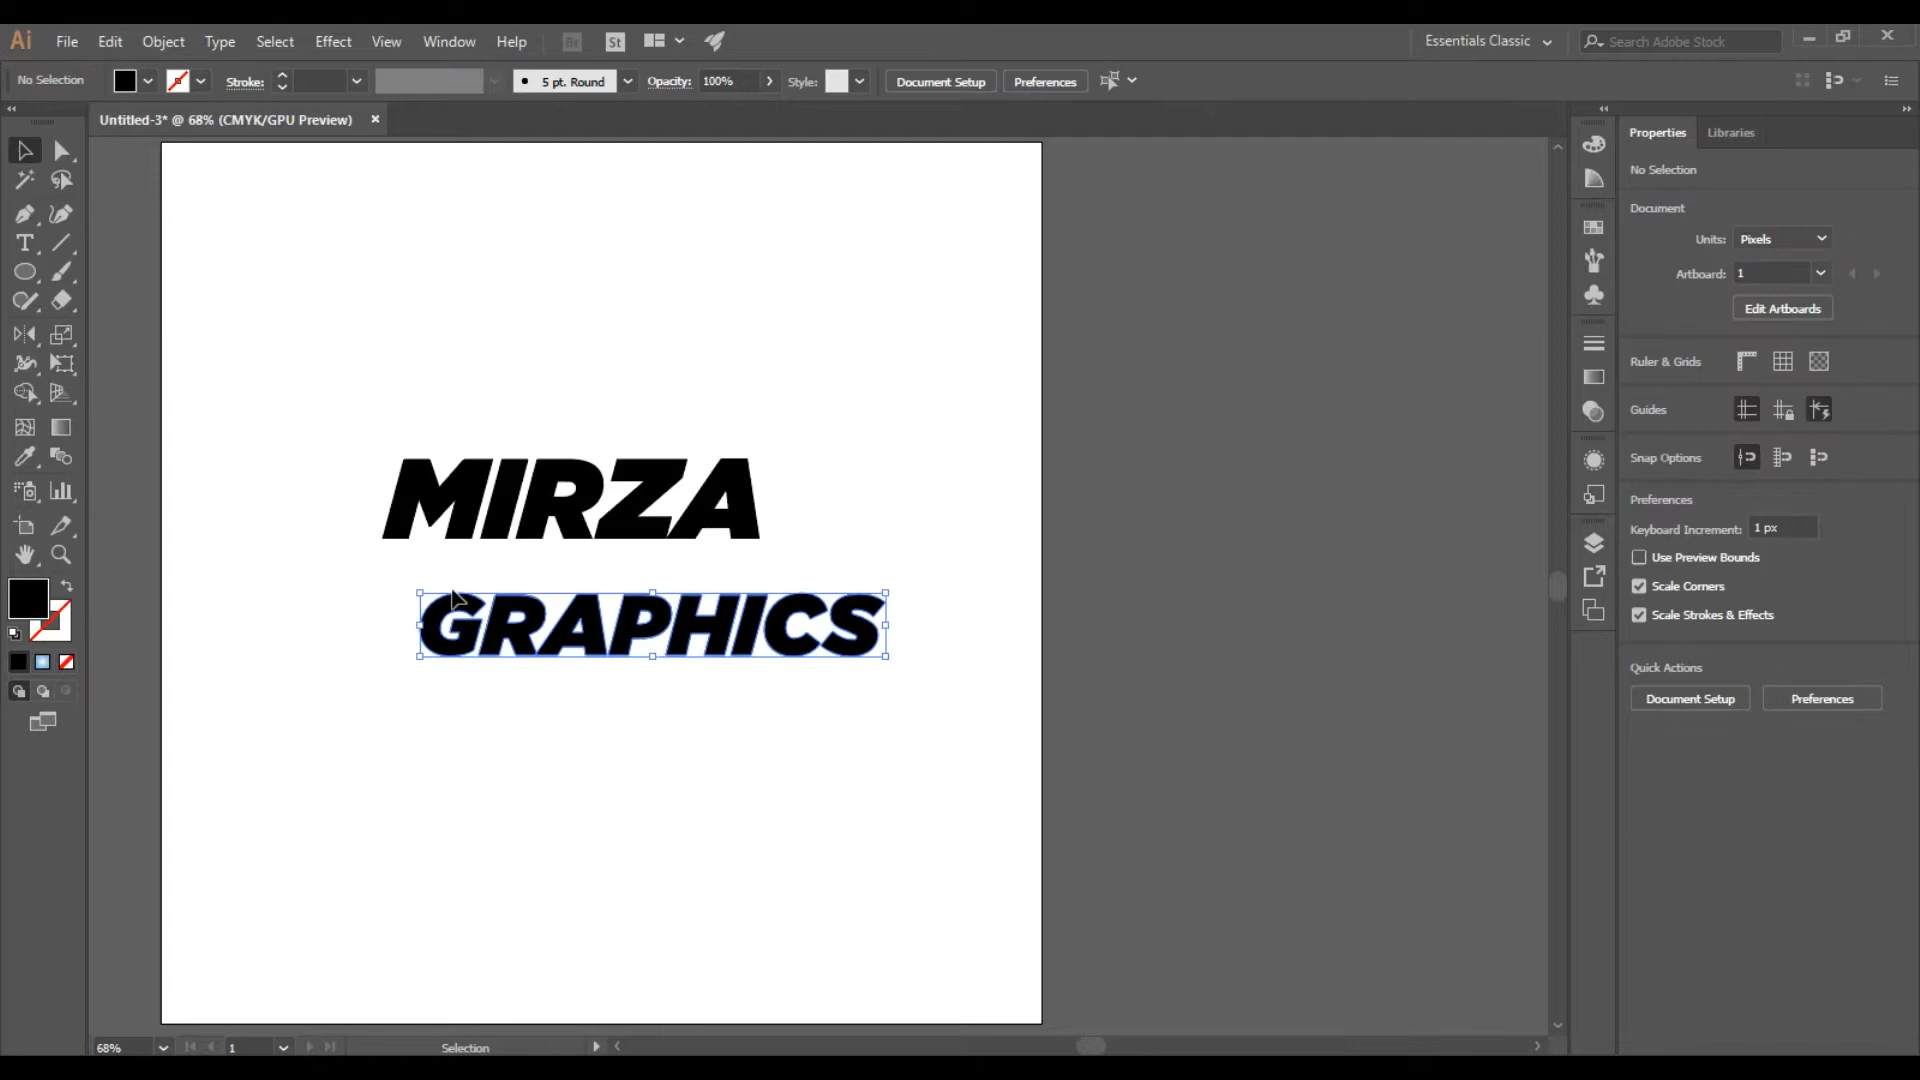 Ai File Edit Object Type Select Effect View Window Help Br St Essentials Classic Search Adobe Stock
No Selection Stroke: 5 pt. Round Opacity: 100% Style: Document Setup Preferences
Untitled-3* @ 68% (CMYK/GPU Preview)
Properties Libraries
No Selection
Document
Units: Pixels
Artboard: 1
Edit Artboards
Ruler & Grids
Guides
Snap Options
Preferences
Keyboard Increment: 1 px
Use Preview Bounds
Scale Corners
Scale Strokes & Effects
Quick Actions
Document Setup Preferences
MIRZA
GRAPHICS
68% 1 Selection